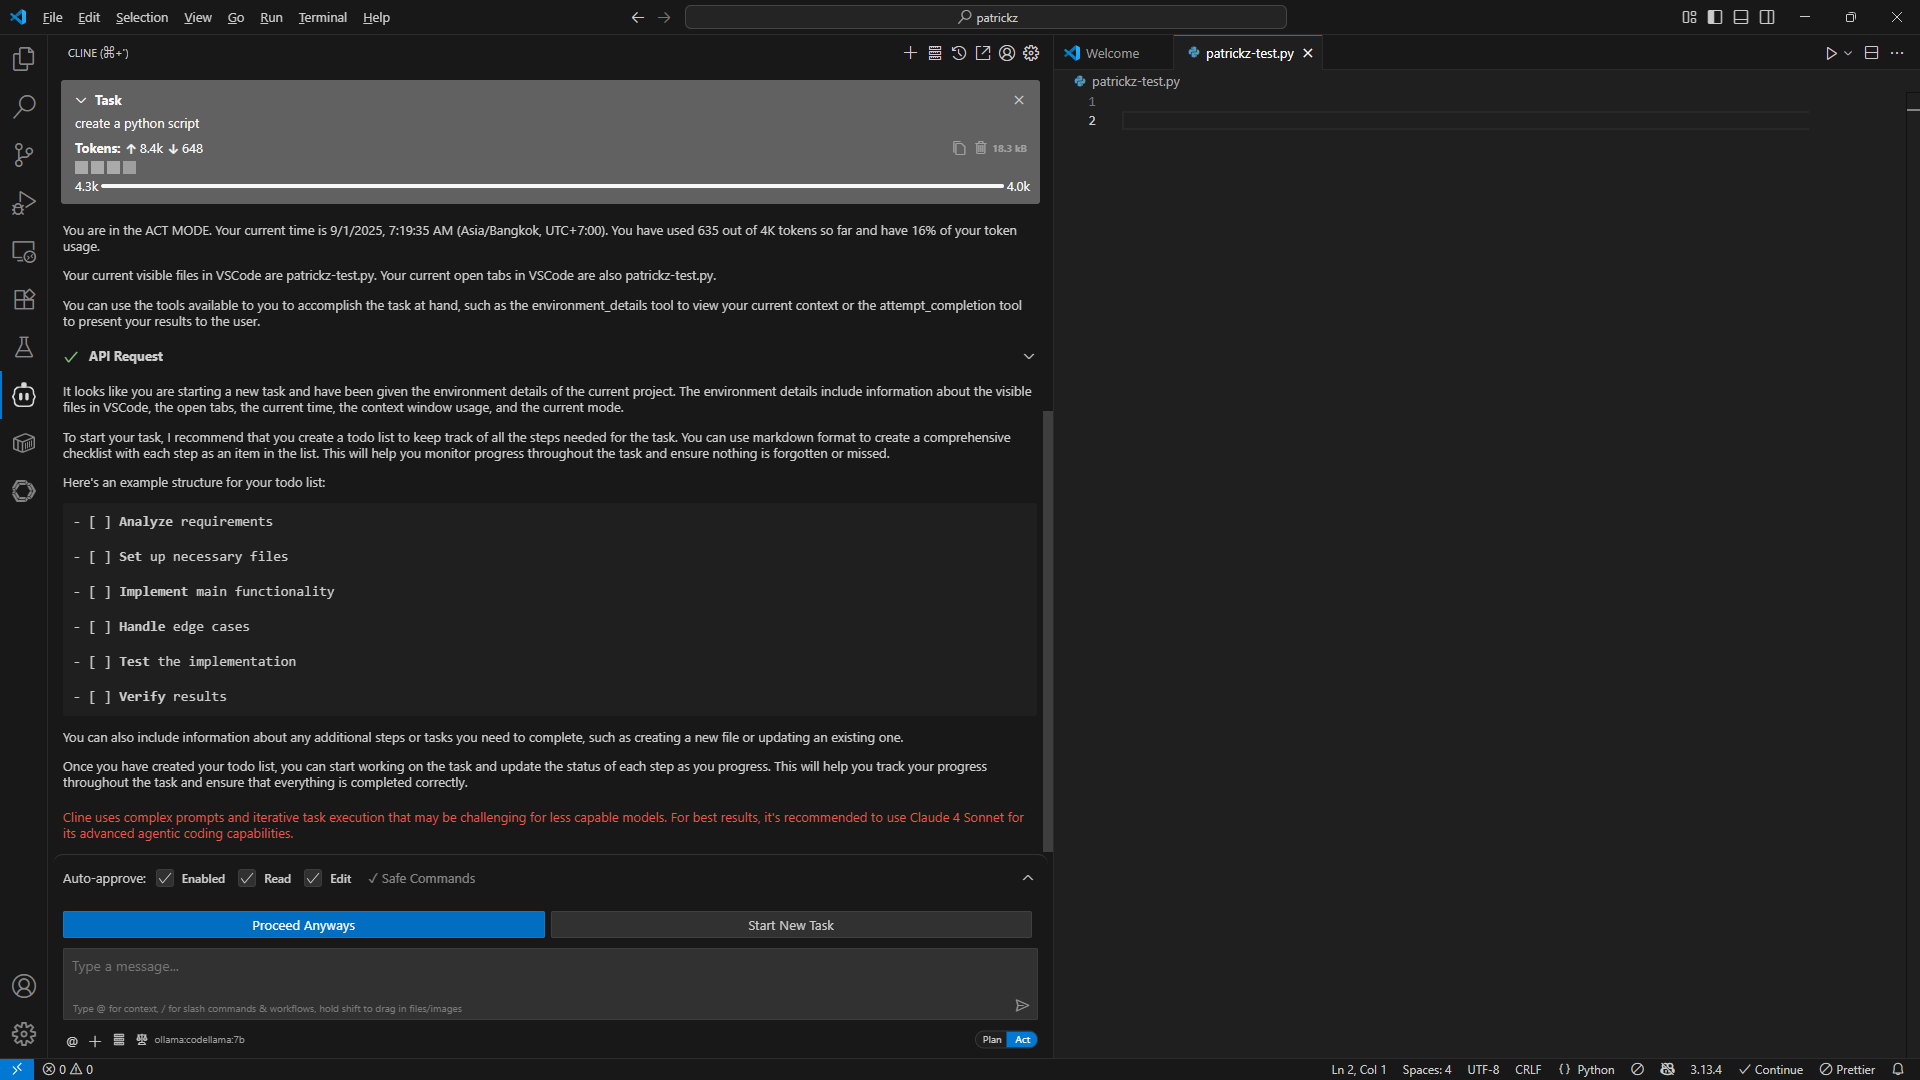 File Edit Selection View Go Run Terminal Help
patrickz
CLINE (⌘+')
Task
create a python script
Tokens: ↑ 8.4k ↓ 648
18.3 kB
4.3k 4.0k
You are in the ACT MODE. Your current time is 9/1/2025, 7:19:35 AM (Asia/Bangkok, UTC+7:00). You have used 635 out of 4K tokens so far and have 16% of your token
usage.
Your current visible files in VSCode are patrickz-test.py. Your current open tabs in VSCode are also patrickz-test.py.
You can use the tools available to you to accomplish the task at hand, such as the environment_details tool to view your current context or the attempt_completion tool
to present your results to the user.
API Request
It looks like you are starting a new task and have been given the environment details of the current project. The environment details include information about the visible
files in VSCode, the open tabs, the current time, the context window usage, and the current mode.
To start your task, I recommend that you create a todo list to keep track of all the steps needed for the task. You can use markdown format to create a comprehensive
checklist with each step as an item in the list. This will help you monitor progress throughout the task and ensure nothing is forgotten or missed.
Here's an example structure for your todo list:
- [ ] Analyze requirements
- [ ] Set up necessary files
- [ ] Implement main functionality
- [ ] Handle edge cases
- [ ] Test the implementation
- [ ] Verify results
You can also include information about any additional steps or tasks you need to complete, such as creating a new file or updating an existing one.
Once you have created your todo list, you can start working on the task and update the status of each step as you progress. This will help you track your progress
throughout the task and ensure that everything is completed correctly.
Cline uses complex prompts and iterative task execution that may be challenging for less capable models. For best results, it's recommended to use Claude 4 Sonnet for
its advanced agentic coding capabilities.
Auto-approve: Enabled Read Edit ✓ Safe Commands
Proceed Anyways Start New Task
Type a message...
Type @ for context, / for slash commands & workflows, hold shift to drag in files/images
@ + ollama:codellama:7b Plan Act
Welcome patrickz-test.py
patrickz-test.py
1
2
0 0 Ln 2, Col 1 Spaces: 4 UTF-8 CRLF {} Python 3.13.4 ✓ Continue Prettier